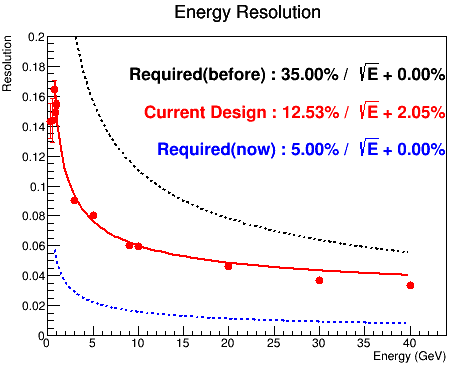 Energy Resolution
Resolution
0.2
0.18
0.16
0.14
0.12
0.1
0.08
0.06
0.04
0.02
0
Required(before) : 35.00% / √E + 0.00%
Current Design : 12.53% / √E + 2.05%
Required(now) : 5.00% / √E + 0.00%
0 5 10 15 20 25 30 35 40
Energy (GeV)